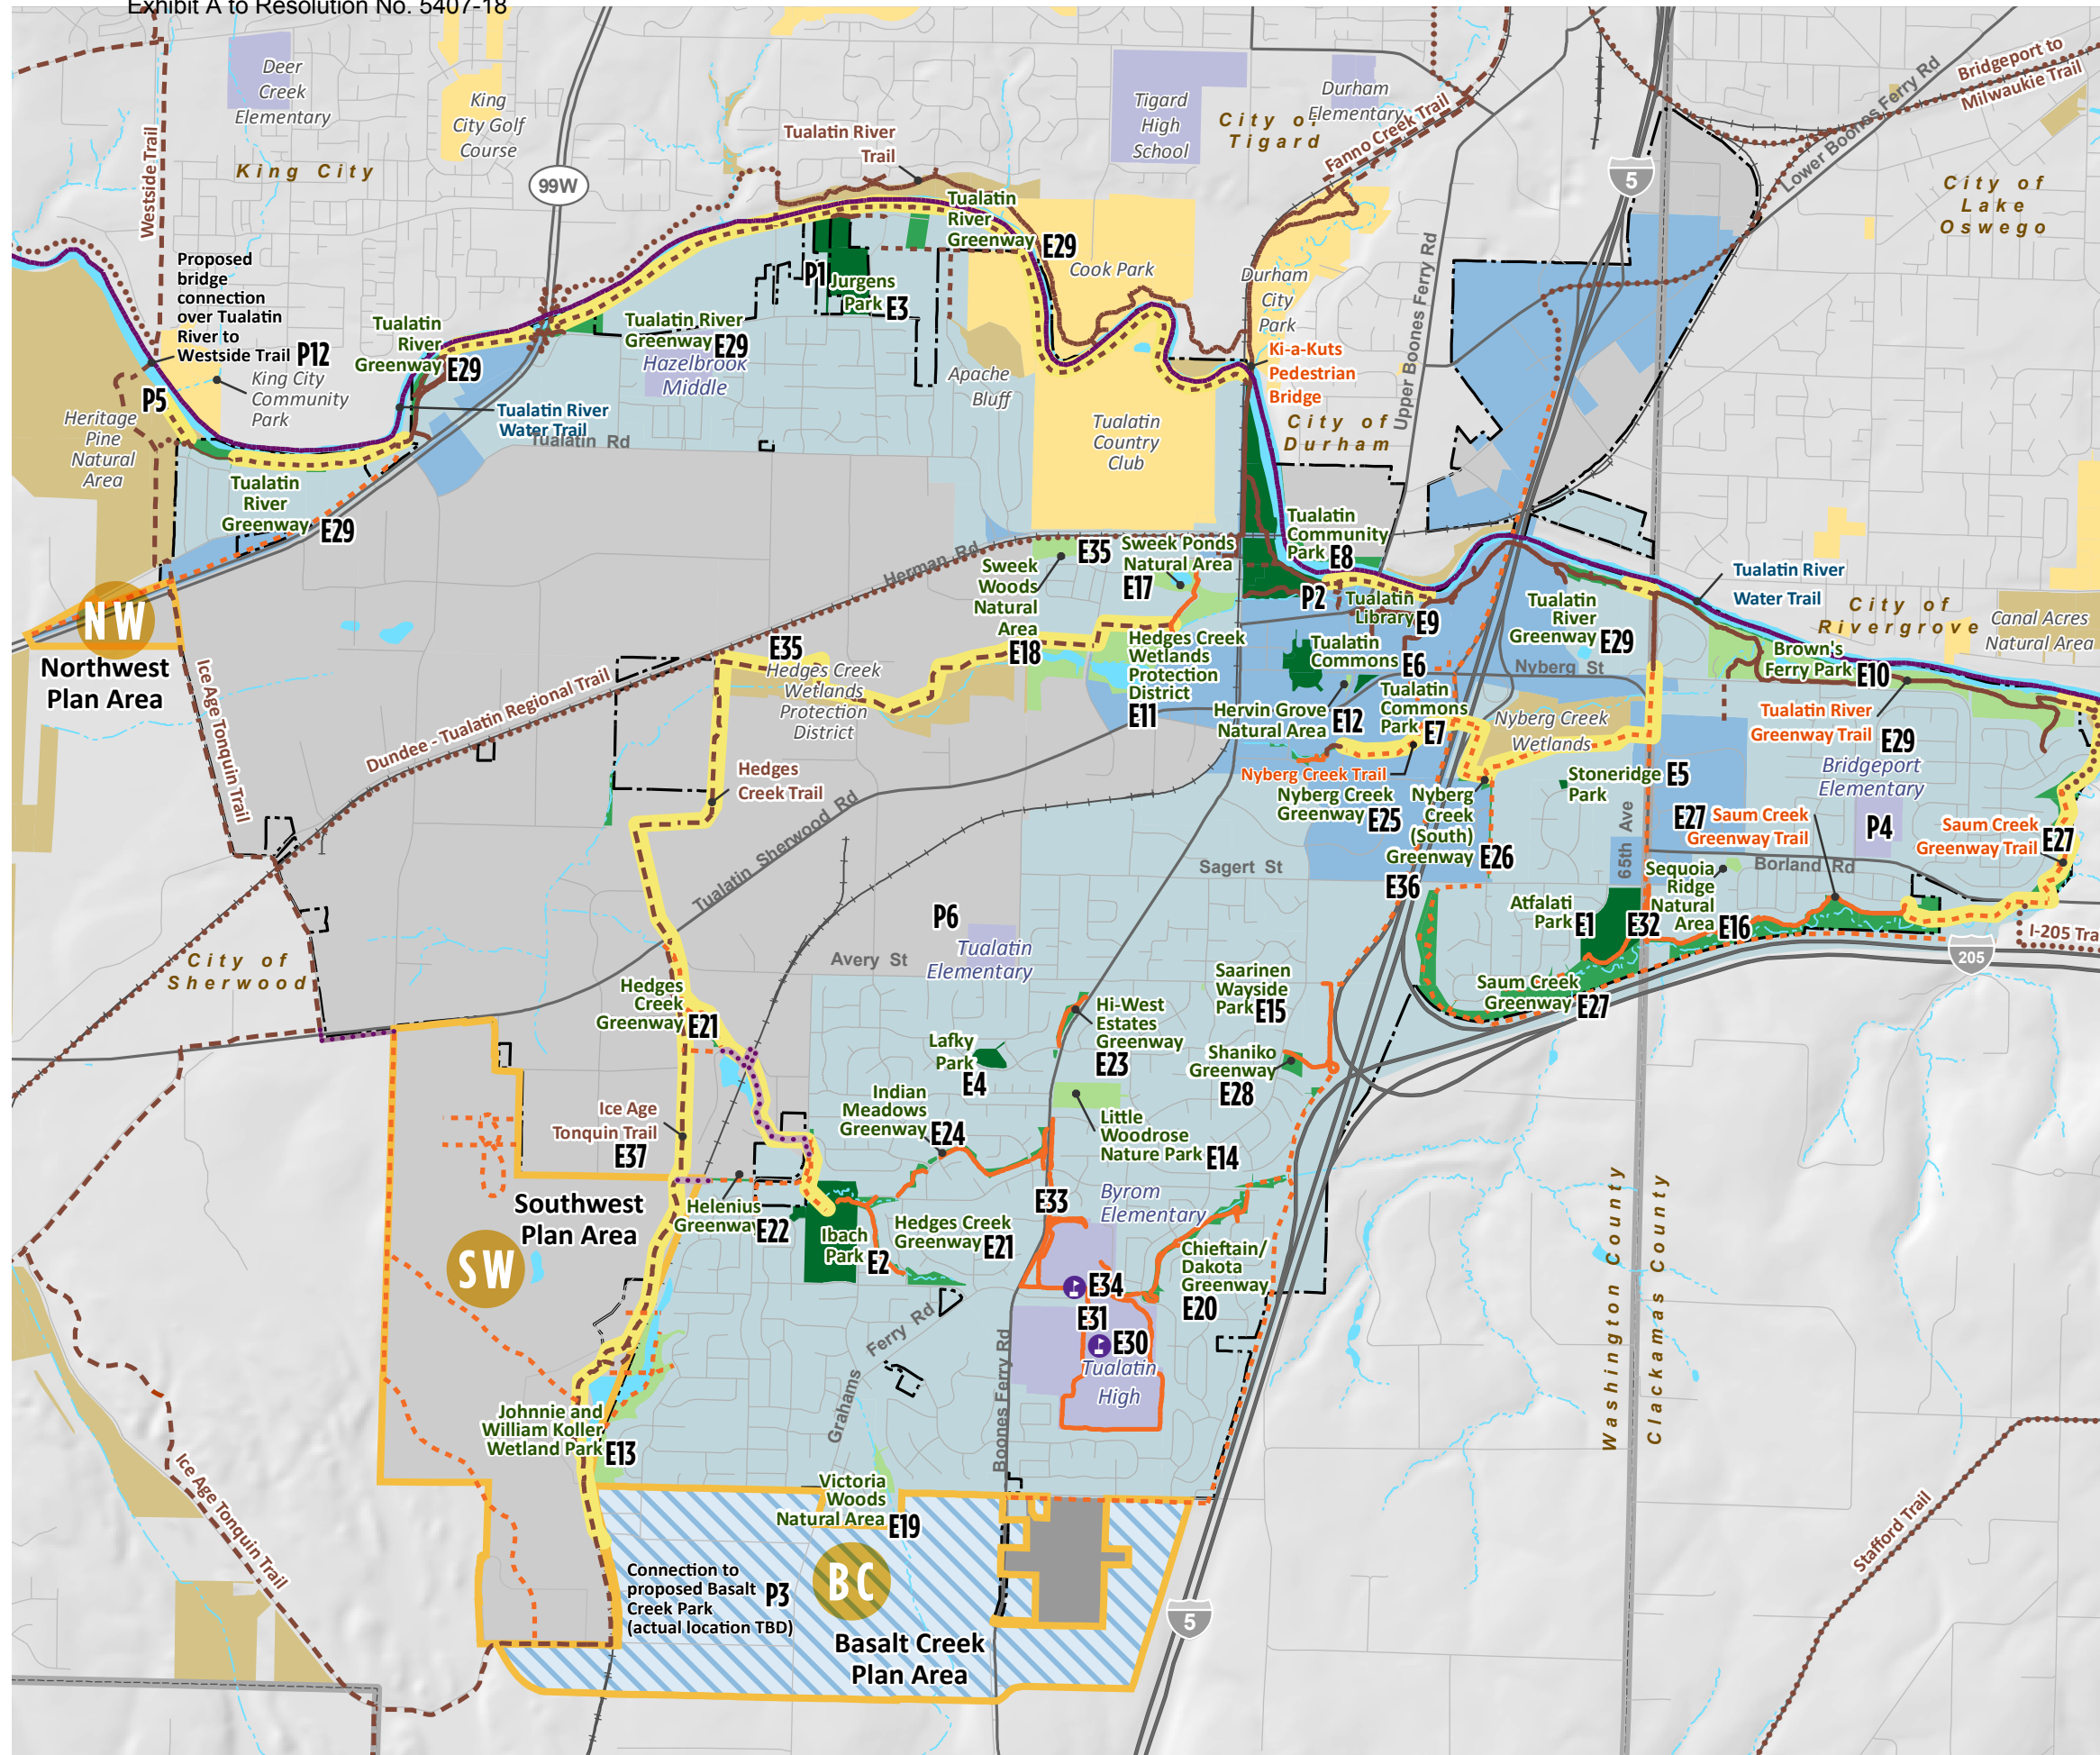 Exhibit A to Resolution No. 5407-18
Deer
Creek
Elementary
King
City Golf
Course
King City
Westside Trail
99W
Tualatin River
Trail
Tigard
High
School
Durham
Elementary
City of
Tigard
Fanno Creek Trail
5
Bridgeport to
Milwaukie Trail
Lower Boones Ferry Rd
City of
Lake
Oswego
Proposed
bridge
connection
over Tualatin
River to
Westside Trail
P12
King City
Community
Park
P5
Heritage
Pine
Natural
Area
Tualatin
River
Greenway
E29
Tualatin River
Water Trail
Tualatin Rd
Tualatin
River
Greenway
E29
Tualatin River
Greenway
E29
Hazelbrook
Middle
P1
Jurgens
Park
E3
Tualatin
River
Greenway
E29
Cook Park
Apache
Bluff
Tualatin
Country
Club
Durham
City
Park
Ki-a-Kuts
Pedestrian
Bridge
City of
Durham
Upper Boones Ferry Rd
NW
Northwest
Plan Area
Ice Age Tonquin Trail
Dundee - Tualatin Regional Trail
Herman Rd
E35
Hedges Creek
Wetlands
Protection
District
Sweek
Woods
Natural
Area
E18
E35
Sweek Ponds
Natural Area
E17
Hedges Creek
Wetlands
Protection
District
E11
Tualatin
Community
Park
E8
P2
Tualatin
Library
E9
Tualatin
Commons
E6
Tualatin
Commons
Park
E7
Hervin Grove
Natural Area
E12
Nyberg Creek Trail
Nyberg Creek
Greenway
E25
Nyberg
Creek
(South)
Greenway
E26
Nyberg Creek
Wetlands
Nyberg St
Tualatin
River
Greenway
E29
Tualatin River
Water Trail
City of
Rivergrove
Canal Acres
Natural Area
Brown's
Ferry Park
E10
Tualatin River
Greenway Trail
E29
Bridgeport
Elementary
P4
Stoneridge
Park
E5
65th Ave
E27
Saum Creek
Greenway Trail
Saum Creek
Greenway Trail
E27
Borland Rd
Sequoia
Ridge
Natural
Area
E16
Atfalati
Park
E1
E32
I-205 Tra
205
Saum Creek
Greenway
E27
Hedges
Creek Trail
Tualatin Sherwood Rd
Sagert St
E36
City of
Sherwood
P6
Tualatin
Elementary
Avery St
Hedges
Creek
Greenway
E21
Lafky
Park
E4
Hi-West
Estates
Greenway
E23
Saarinen
Wayside
Park
E15
Shaniko
Greenway
E28
Indian
Meadows
Greenway
E24
Little
Woodrose
Nature Park
E14
Ice Age
Tonquin Trail
E37
Southwest
Plan Area
SW
Helenius
Greenway
E22
Ibach
Park
E2
Hedges Creek
Greenway
E21
E33
Byrom
Elementary
E34
E31
E30
Tualatin
High
Chieftain/
Dakota
Greenway
E20
Washington County
Clackamas County
Grahams
Ferry Rd
Boones Ferry Rd
Johnnie and
William Koller
Wetland Park
E13
Ice Age Tonquin Trail
Victoria
Woods
Natural Area
E19
Connection to
proposed Basalt
Creek Park
(actual location TBD)
P3
BC
Basalt Creek
Plan Area
5
Stafford Trail